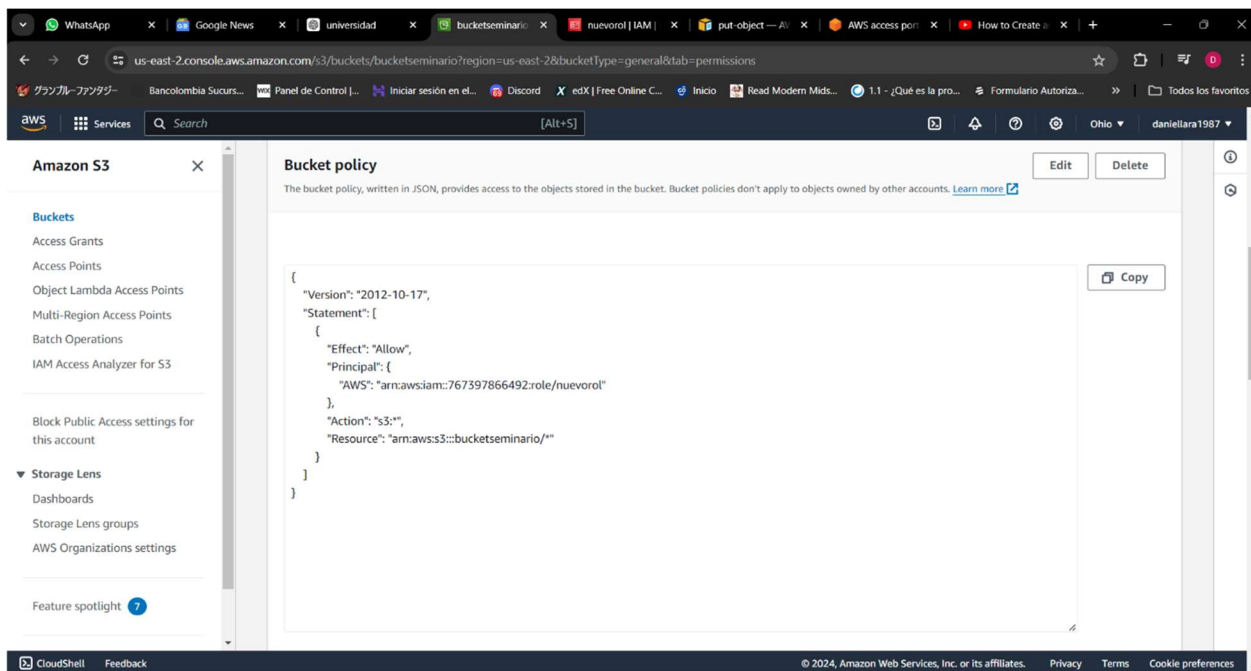 WhatsApp
Google News
universidad
bucketseminario
nuevorol | IAM |
put-object — AV
AWS access port
How to Create a
us-east-2.console.aws.amazon.com/s3/buckets/bucketseminario?region=us-east-2&bucketType=general&tab=permissions
D
グランブルーファンタジー
Bancolombia Sucurs...
WIX Panel de Control |...
Iniciar sesión en el...
Discord
edX | Free Online C...
Inicio
Read Modern Mids...
1.1 - ¿Qué es la pro...
Formulario Autoriza...
»
Todos los favoritos
aws
Services
Search
[Alt+S]
Ohio
daniellara1987
Amazon S3
Buckets
Access Grants
Access Points
Object Lambda Access Points
Multi-Region Access Points
Batch Operations
IAM Access Analyzer for S3
Block Public Access settings for
this account
Storage Lens
Dashboards
Storage Lens groups
AWS Organizations settings
Feature spotlight 7
Bucket policy
Edit
Delete
The bucket policy, written in JSON, provides access to the objects stored in the bucket. Bucket policies don't apply to objects owned by other accounts. Learn more
Copy
{
"Version": "2012-10-17",
"Statement": [
{
"Effect": "Allow",
"Principal": {
"AWS": "arn:aws:iam::767397866492:role/nuevorol"
},
"Action": "s3:*",
"Resource": "arn:aws:s3:::bucketseminario/*"
}
]
}
CloudShell
Feedback
© 2024, Amazon Web Services, Inc. or its affiliates.
Privacy
Terms
Cookie preferences